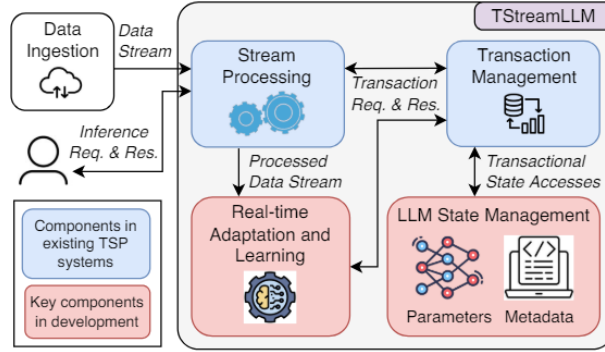 TStreamLLM
Data
Ingestion
Data
Stream
Stream
Processing
Transaction
Req. & Res.
Transaction
Management
Inference
Req. & Res.
Processed
Data Stream
Transactional
State Accesses
Real-time
Adaptation and
Learning
LLM State Management
Parameters
Metadata
Components in
existing TSP
systems
Key components
in development